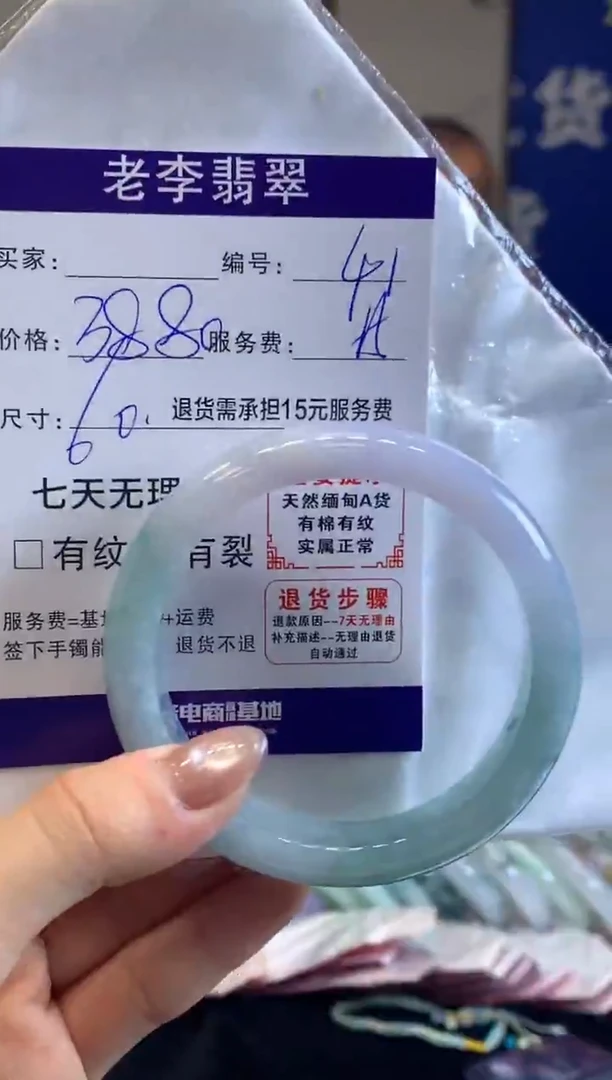 货
老李翡翠
买家： 编号： 41
价格： 3880 服务费：
尺寸： 60. 退货需承担15元服务费
七天无理
天然缅甸A货
有棉有纹
实属正常
□有纹 有裂
退货步骤
退款原因--7天无理由
补充描述--无理由退货
自动通过
服务费=基 +运费
签下手镯能 退货不退
电商 基地